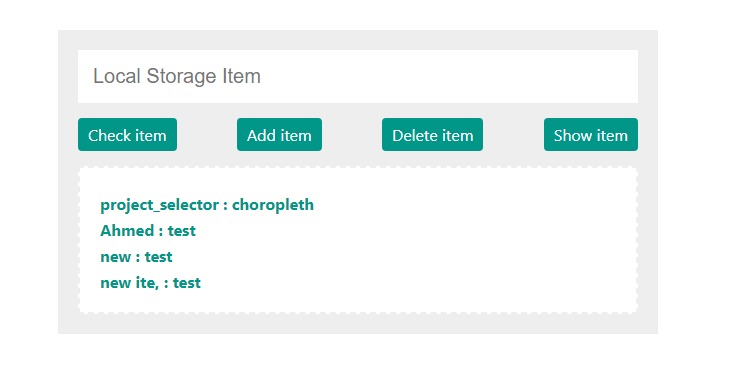 Local Storage Item
Check item Add item Delete item Show item
project_selector : choropleth
Ahmed : test
new : test
new ite, : test